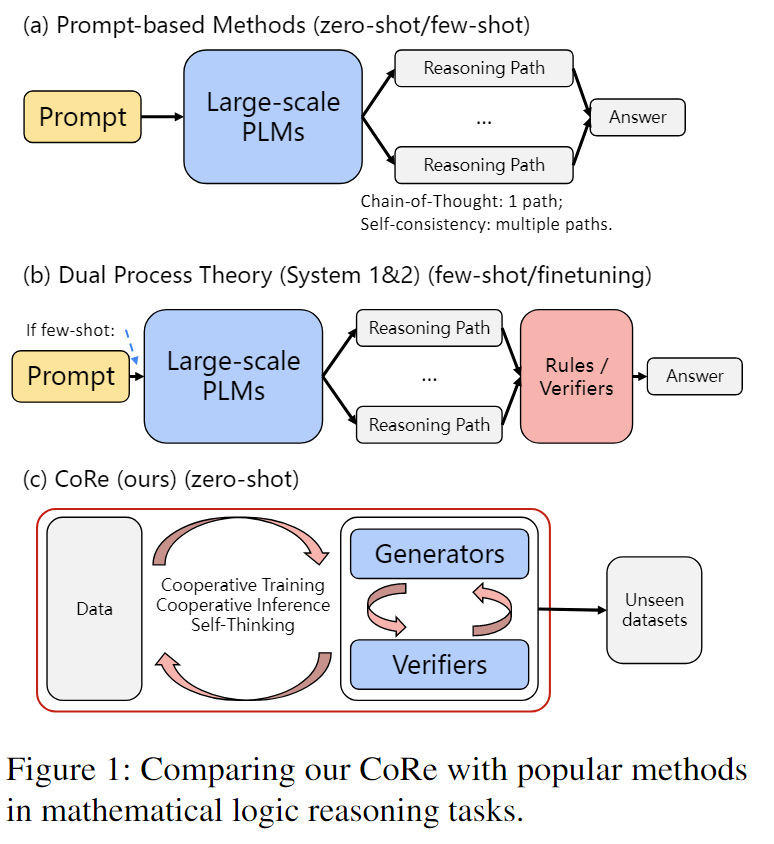 (a) Prompt-based Methods (zero-shot/few-shot)
Prompt
Large-scale
PLMs
Reasoning Path
...
Reasoning Path
Answer
Chain-of-Thought: 1 path;
Self-consistency: multiple paths.
(b) Dual Process Theory (System 1&2) (few-shot/finetuning)
If few-shot:
Prompt
Large-scale
PLMs
Reasoning Path
...
Reasoning Path
Rules /
Verifiers
Answer
(c) CoRe (ours) (zero-shot)
Data
Cooperative Training
Cooperative Inference
Self-Thinking
Generators
Verifiers
Unseen
datasets
Figure 1: Comparing our CoRe with popular methods
in mathematical logic reasoning tasks.